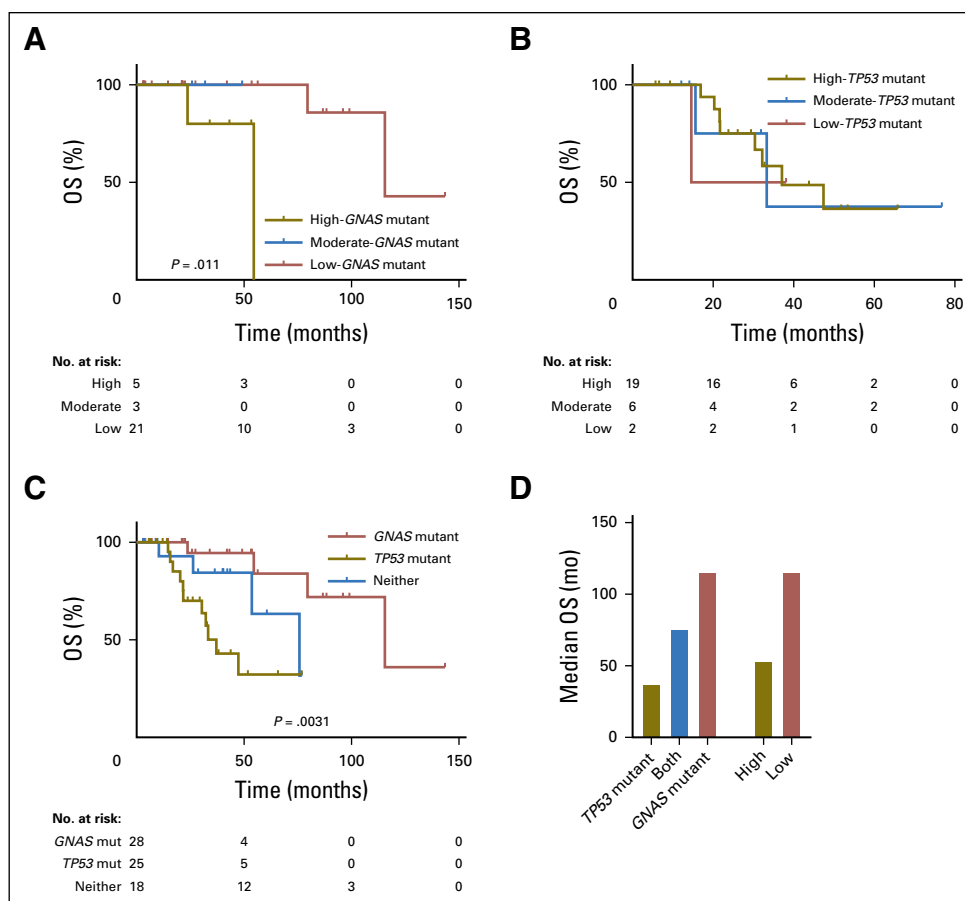 A
100
50
OS (%)
High-GNAS mutant
Moderate-GNAS mutant
Low-GNAS mutant
P = .011
0
50
100
150
Time (months)
No. at risk:
High 5 3 0 0
Moderate 3 0 0 0
Low 21 10 3 0
B
100
50
OS (%)
High-TP53 mutant
Moderate-TP53 mutant
Low-TP53 mutant
0
20
40
60
80
Time (months)
No. at risk:
High 19 16 6 2 0
Moderate 6 4 2 2 0
Low 2 2 1 0 0
C
100
50
OS (%)
GNAS mutant
TP53 mutant
Neither
P = .0031
0
50
100
150
Time (months)
No. at risk:
GNAS mut 28 4 0 0
TP53 mut 25 5 0 0
Neither 18 12 3 0
D
150
100
50
0
Median OS (mo)
TP53 mutant
Both
GNAS mutant
High
Low